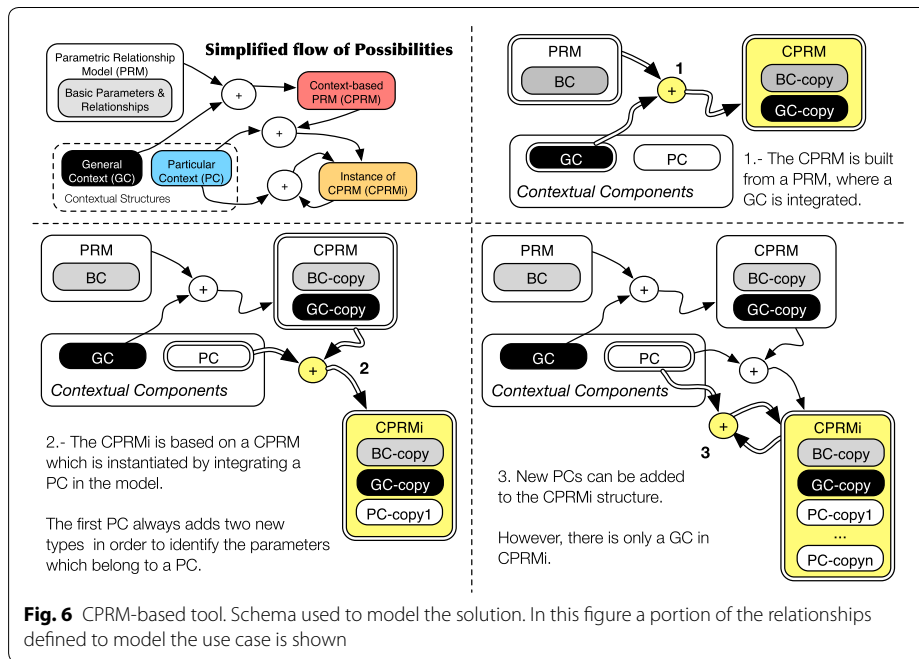 Simplified flow of Possibilities
Parametric Relationship
Model (PRM)
Basic Parameters &
Relationships
+
Context-based
PRM (CPRM)
+
General
Context (GC)
Particular
Context (PC)
+
Instance of
CPRM (CPRMi)
Contextual Structures
PRM
BC
1
+
CPRM
BC-copy
GC-copy
GC
PC
Contextual Components
1.- The CPRM is built
from a PRM, where a
GC is integrated.
PRM
BC
+
CPRM
BC-copy
GC-copy
GC
PC
Contextual Components
+
2
2.- The CPRMi is based on a CPRM
which is instantiated by integrating a
PC in the model.
The first PC always adds two new
types in order to identify the parameters
which belong to a PC.
CPRMi
BC-copy
GC-copy
PC-copy1
PRM
BC
+
CPRM
BC-copy
GC-copy
GC
PC
Contextual Components
+
+
3
3. New PCs can be added
to the CPRMi structure.
However, there is only a GC in
CPRMi.
CPRMi
BC-copy
GC-copy
PC-copy1
...
PC-copyn
Fig. 6 CPRM-based tool. Schema used to model the solution. In this figure a portion of the relationships
defined to model the use case is shown